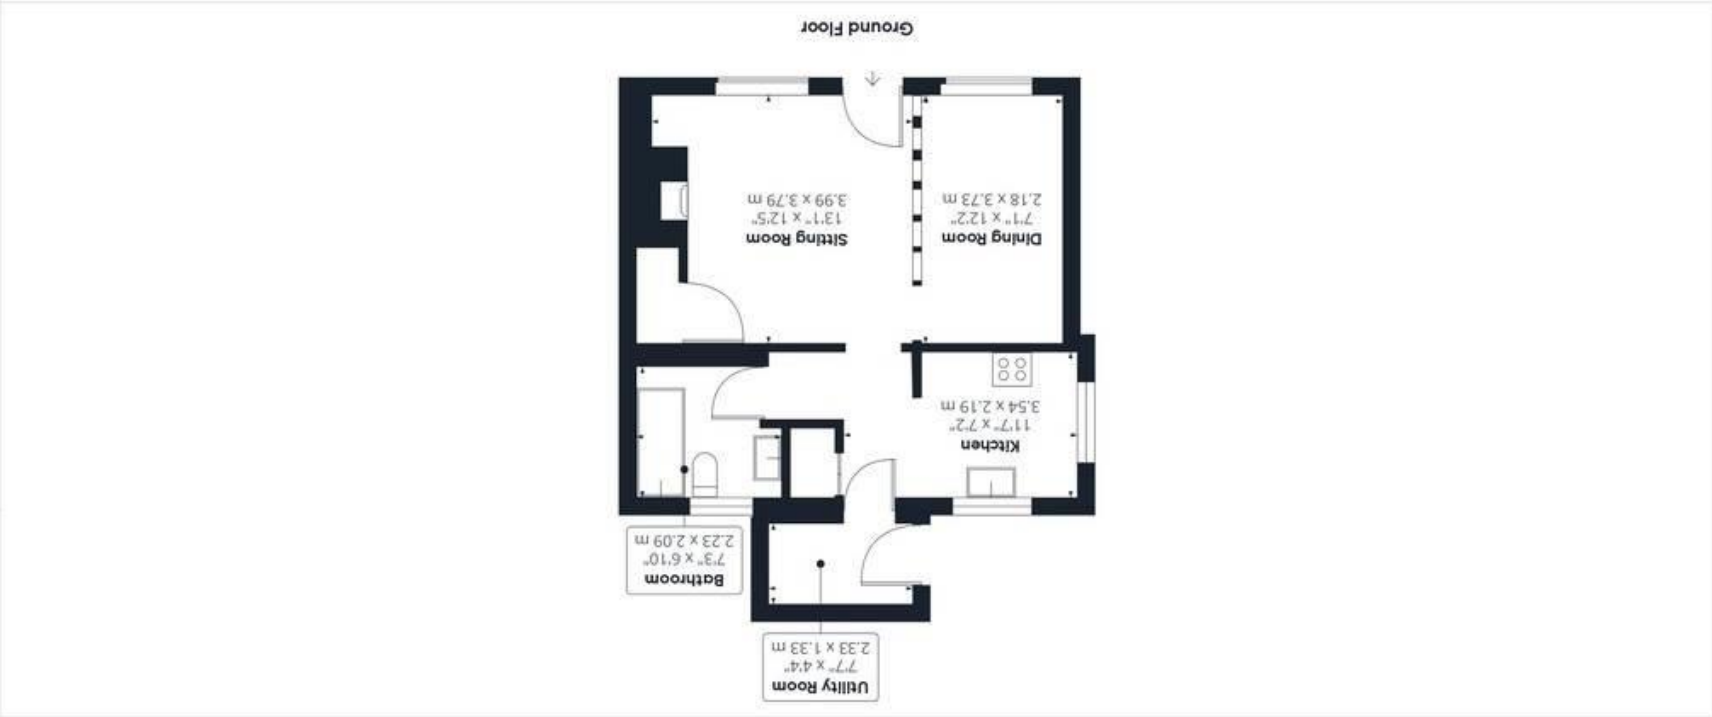 Utility Room
7'7" x 4'4"
2.33 x 1.33 m
Bathroom
7'3" x 6'10"
2.23 x 2.09 m
Kitchen
11'7" x 7'2"
3.54 x 2.19 m
Dining Room
7'1" x 12'2"
2.18 x 3.73 m
Sitting Room
13'1" x 12'5"
3.99 x 3.79 m
Ground Floor